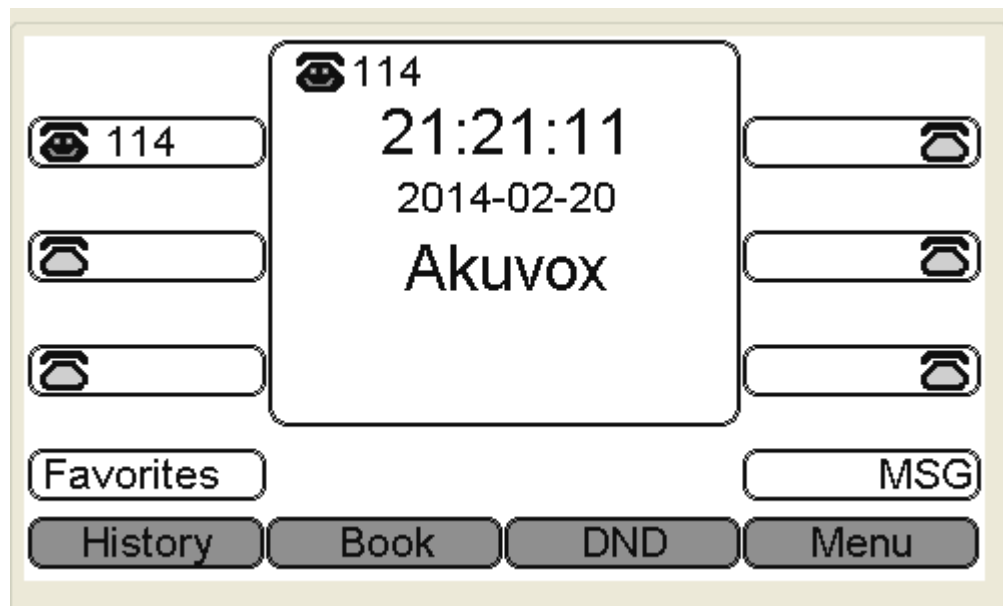 114
21:21:11
114
2014-02-20
Akuvox
Favorites
MSG
History Book DND Menu